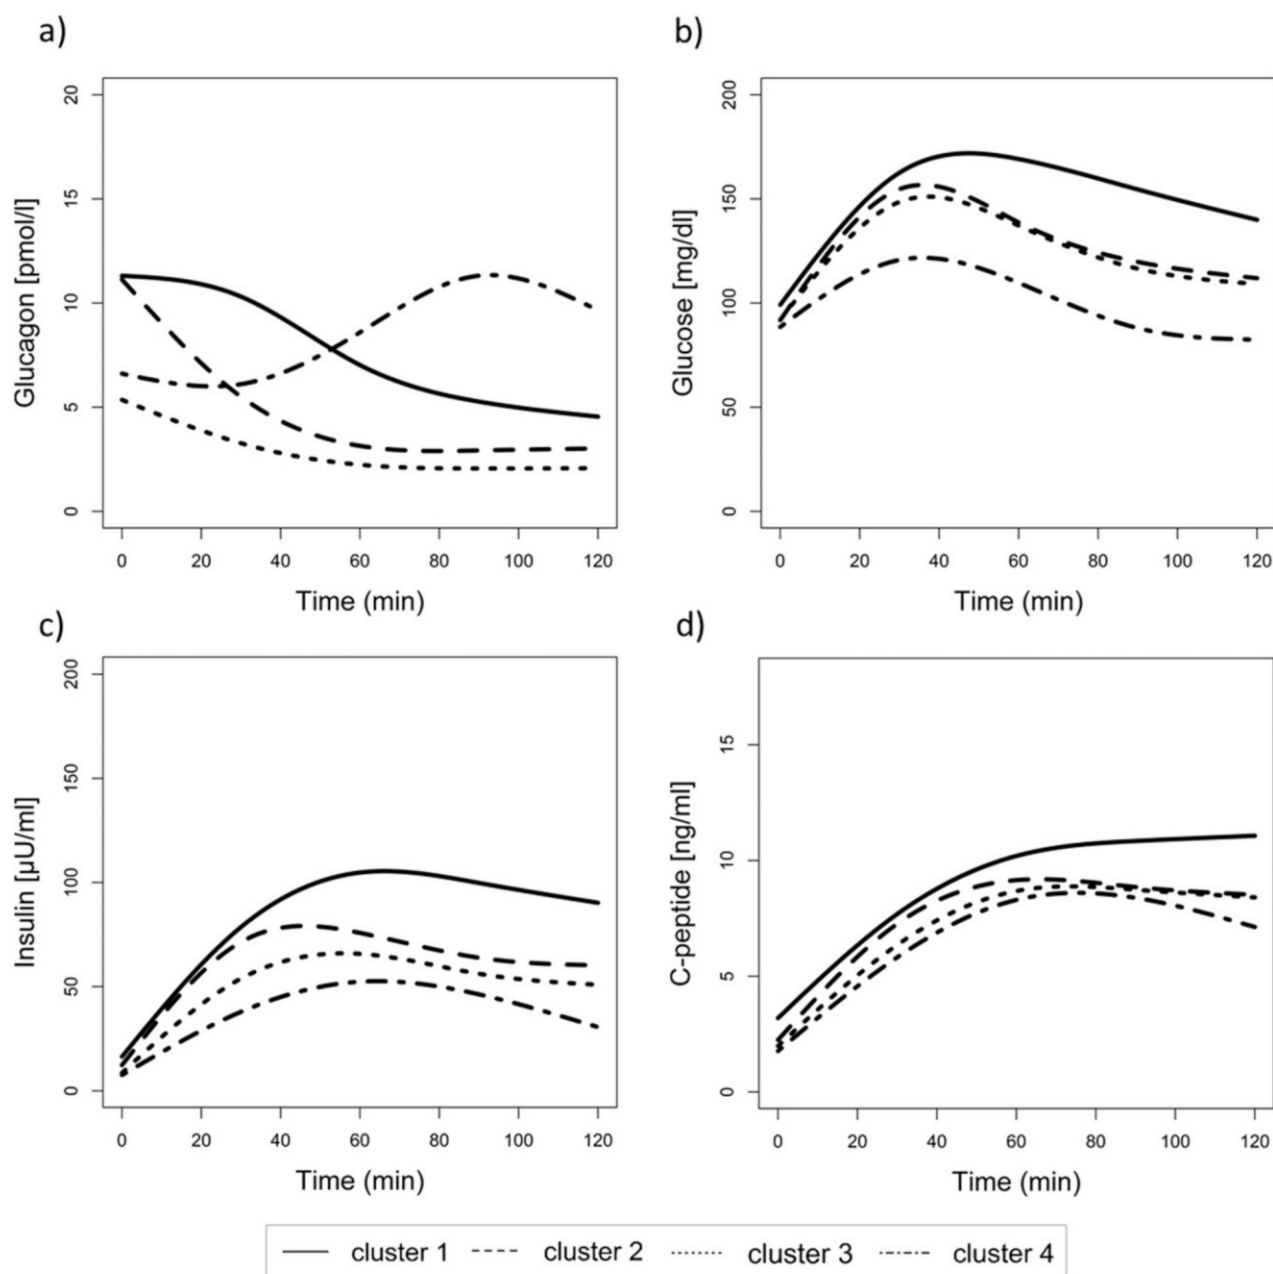 a)
Glucagon [pmol/l]
20
15
10
5
0
0 20 40 60 80 100 120
Time (min)
b)
Glucose [mg/dl]
200
150
100
50
0
0 20 40 60 80 100 120
Time (min)
c)
Insulin [µU/ml]
200
150
100
50
0
0 20 40 60 80 100 120
Time (min)
d)
C-peptide [ng/ml]
15
10
5
0
0 20 40 60 80 100 120
Time (min)
cluster 1 cluster 2 cluster 3 cluster 4